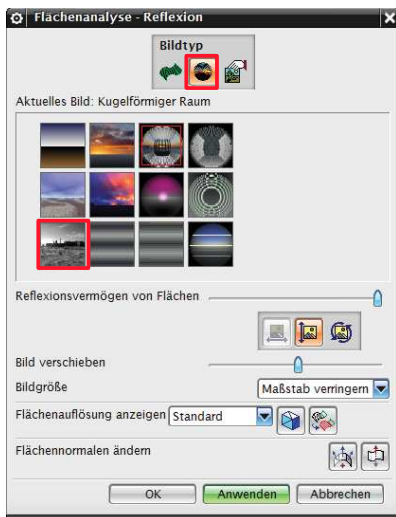 Flächenanalyse - Reflexion
Bildtyp
Aktuelles Bild: Kugelförmiger Raum
Reflexionsvermögen von Flächen
Bild verschieben
Bildgröße Maßstab verringern
Flächenauflösung anzeigen Standard
Flächennormalen ändern
OK Anwenden Abbrechen